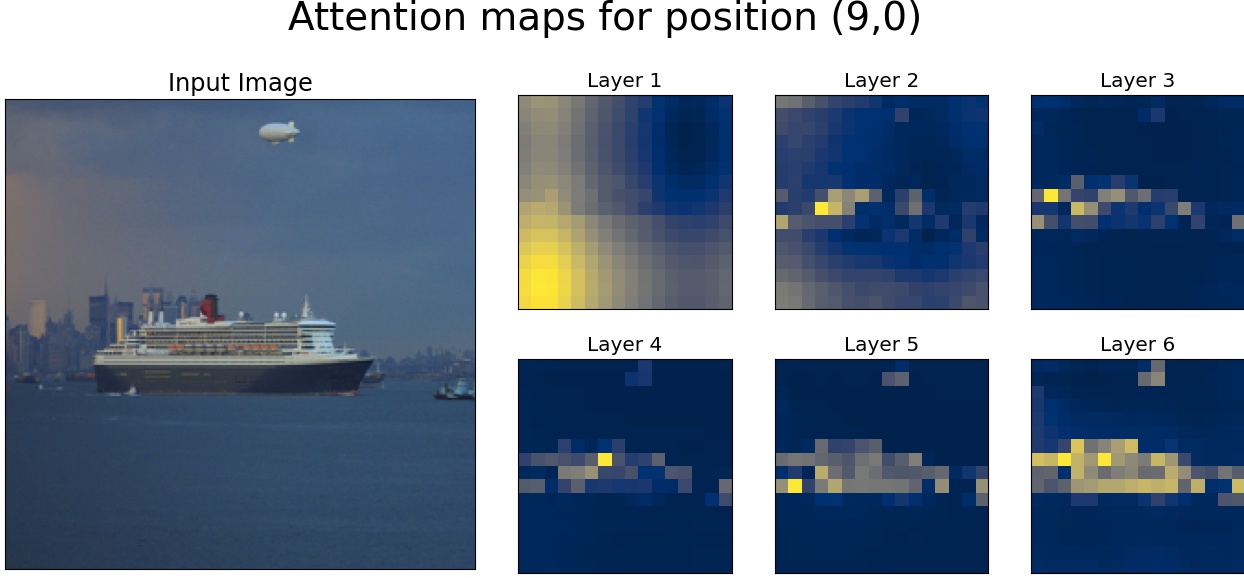 Attention maps for position (9,0)
Input Image
Layer 1
Layer 2
Layer 3
Layer 4
Layer 5
Layer 6